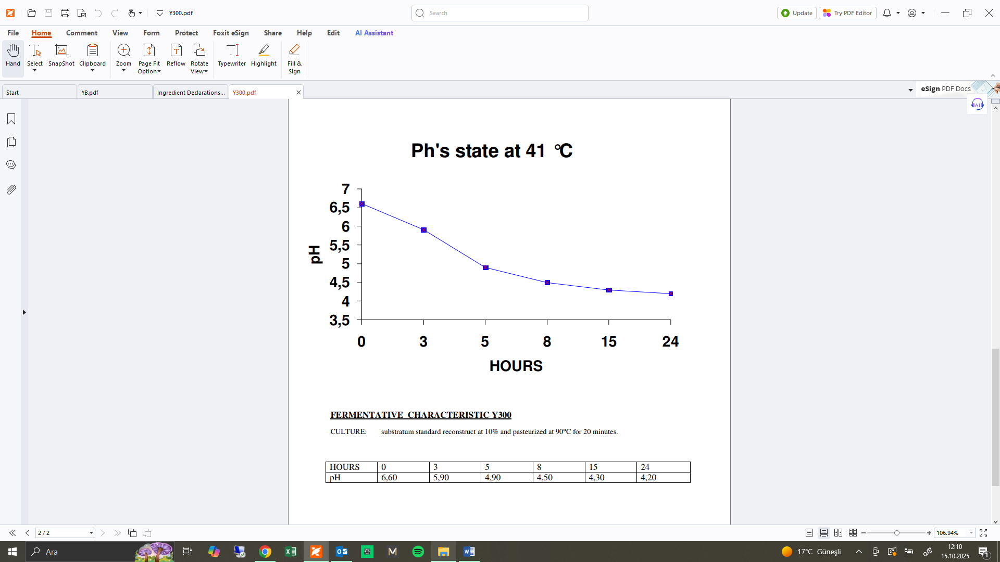 Y300.pdf
Search
Update
Try PDF Editor
File Home Comment View Form Protect Foxit eSign Share Help Edit AI Assistant
Hand Select SnapShot Clipboard Zoom Page Fit Option Reflow Rotate View Typewriter Highlight Fill & Sign
Start YB.pdf Ingredient Declarations... Y300.pdf
eSign PDF Docs
AI
Ph's state at 41 °C
7
6,5
6
5,5
5
4,5
4
3,5
pH
0 3 5 8 15 24
HOURS
FERMENTATIVE CHARACTERISTIC Y300
CULTURE: substratum standard reconstruct at 10% and pasteurized at 90°C for 20 minutes.
HOURS 0 3 5 8 15 24
pH 6,60 5,90 4,90 4,50 4,30 4,20
2 / 2
106.94%
Ara
17°C Güneşli
12:10
15.10.2025
1